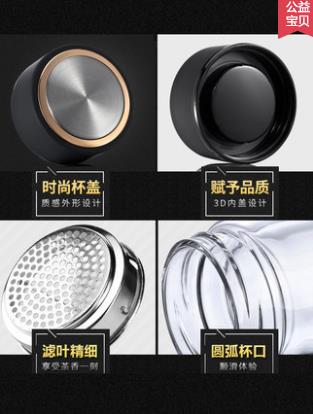 公益
宝贝
时尚杯盖
质感外形设计
赋予品质
3D内盖设计
滤叶精细
享受茶香一刻
圆弧杯口
顺滑体验